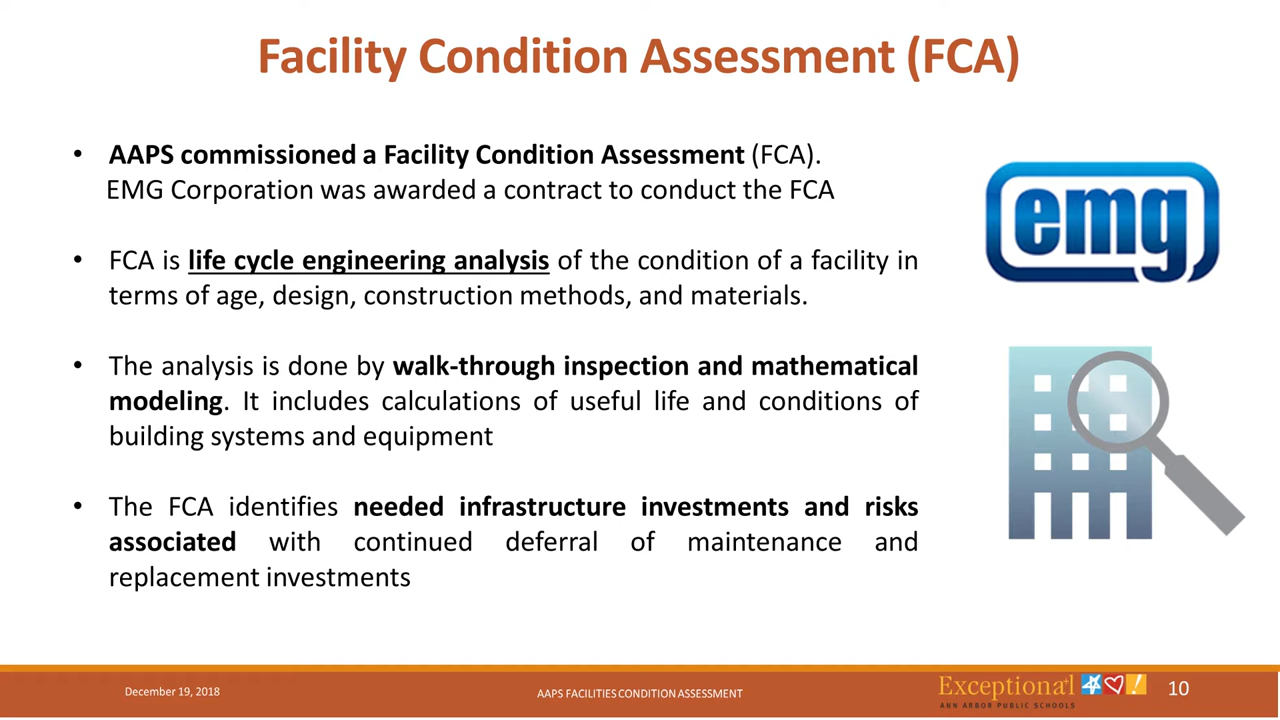 Facility Condition Assessment (FCA)
• AAPS commissioned a Facility Condition Assessment (FCA).
EMG Corporation was awarded a contract to conduct the FCA
emg
• FCA is life cycle engineering analysis of the condition of a facility in
terms of age, design, construction methods, and materials.
• The analysis is done by walk-through inspection and mathematical
modeling. It includes calculations of useful life and conditions of
building systems and equipment
• The FCA identifies needed infrastructure investments and risks
associated with continued deferral of maintenance and
replacement investments
December 19, 2018
AAPS FACILITIES CONDITION ASSESSMENT
Exceptional
ANN ARBOR PUBLIC SCHOOLS
10